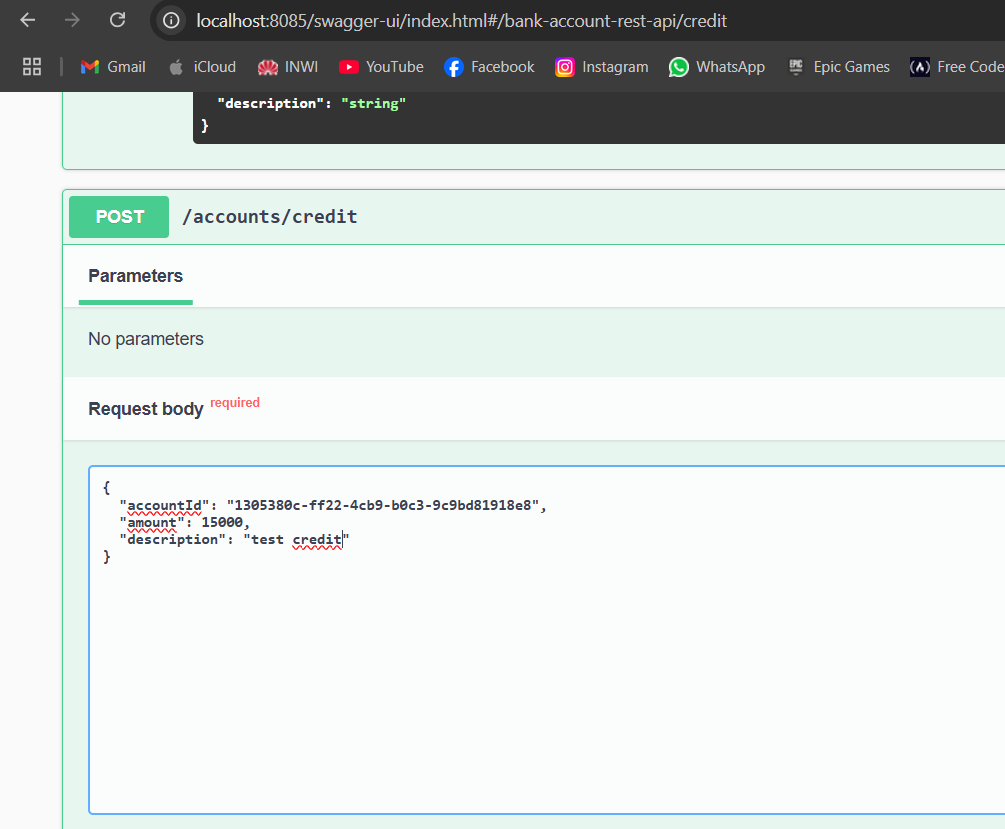 localhost:8085/swagger-ui/index.html#/bank-account-rest-api/credit
Gmail iCloud INWI YouTube Facebook Instagram WhatsApp Epic Games Free Code
"description": "string"
}
POST /accounts/credit
Parameters
No parameters
Request body required
{
"accountId": "1305380c-ff22-4cb9-b0c3-9c9bd81918e8",
"amount": 15000,
"description": "test credit"
}